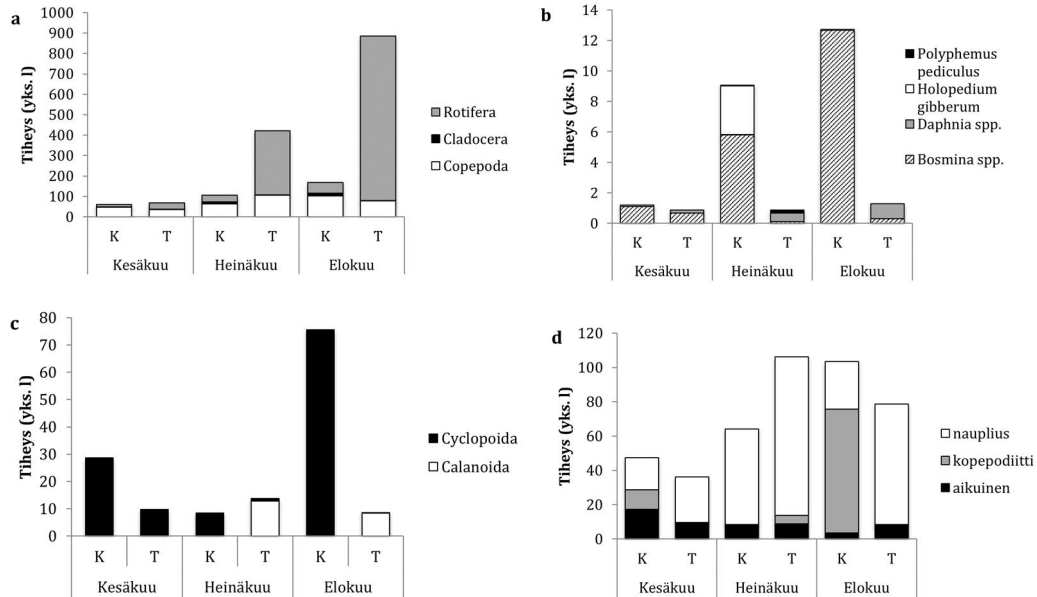 a
Tiheys (yks. l)
1000
900
800
700
600
500
400
300
200
100
0
K T K T K T
Kesäkuu Heinäkuu Elokuu
Rotifera
Cladocera
Copepoda
b
Tiheys (yks. l)
14
12
10
8
6
4
2
0
K T K T K T
Kesäkuu Heinäkuu Elokuu
Polyphemus
pediculus
Holopedium
gibberum
Daphnia spp.
Bosmina spp.
c
Tiheys (yks. l)
80
70
60
50
40
30
20
10
0
K T K T K T
Kesäkuu Heinäkuu Elokuu
Cyclopoida
Calanoida
d
Tiheys (yks. l)
120
100
80
60
40
20
0
K T K T K T
Kesäkuu Heinäkuu Elokuu
nauplius
kopepodiitti
aikuinen